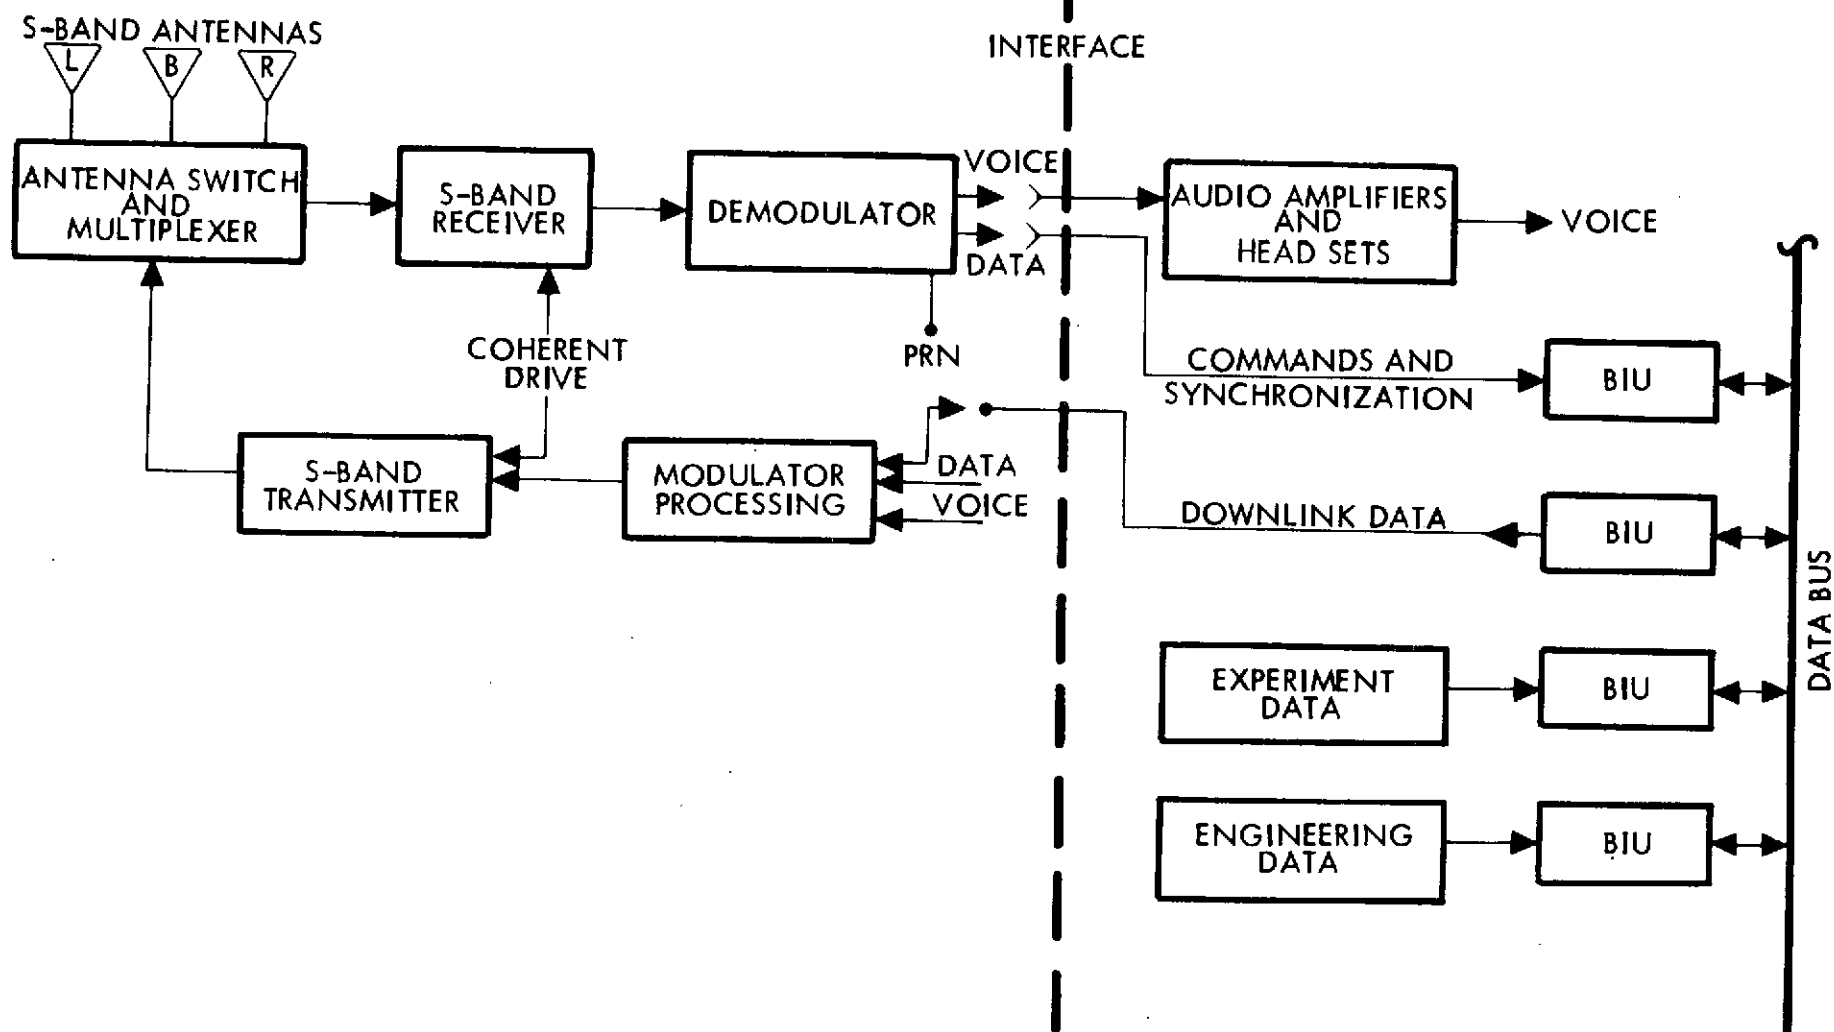 S-BAND ANTENNAS
L
B
R
INTERFACE
ANTENNA SWITCH
AND
MULTIPLEXER
S-BAND
RECEIVER
DEMODULATOR
VOICE
DATA
AUDIO AMPLIFIERS
AND
HEAD SETS
VOICE
COHERENT
DRIVE
PRN
COMMANDS AND
SYNCHRONIZATION
BIU
S-BAND
TRANSMITTER
MODULATOR
PROCESSING
DATA
VOICE
DOWNLINK DATA
BIU
DATA BUS
EXPERIMENT
DATA
BIU
ENGINEERING
DATA
BIU